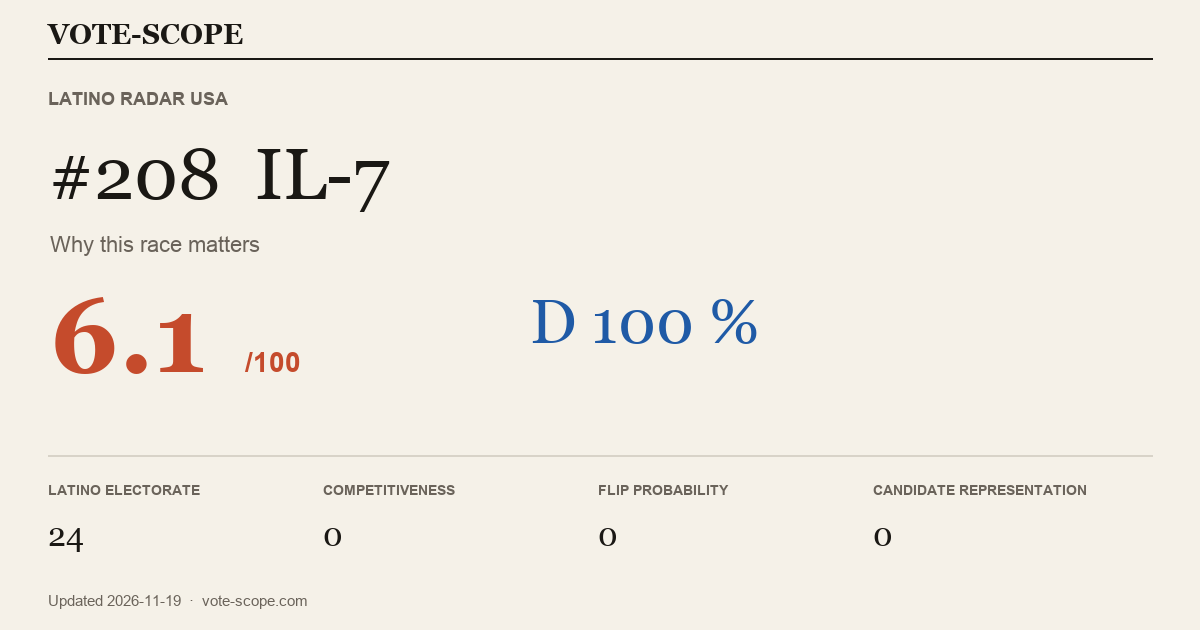 VOTE-SCOPE
LATINO RADAR USA
#208 IL-7
Why this race matters
6.1 /100
D 100 %
LATINO ELECTORATE
24
COMPETITIVENESS
0
FLIP PROBABILITY
0
CANDIDATE REPRESENTATION
0
Updated 2026-11-19 · vote-scope.com